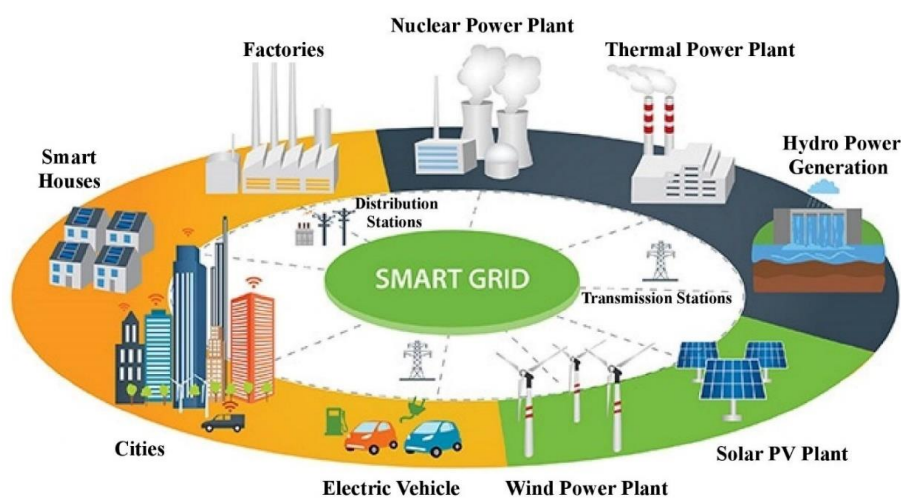 Nuclear Power Plant
Factories
Thermal Power Plant
Hydro Power
Generation
Smart
Houses
Distribution
Stations
SMART GRID
Transmission Stations
Cities
Solar PV Plant
Electric Vehicle
Wind Power Plant